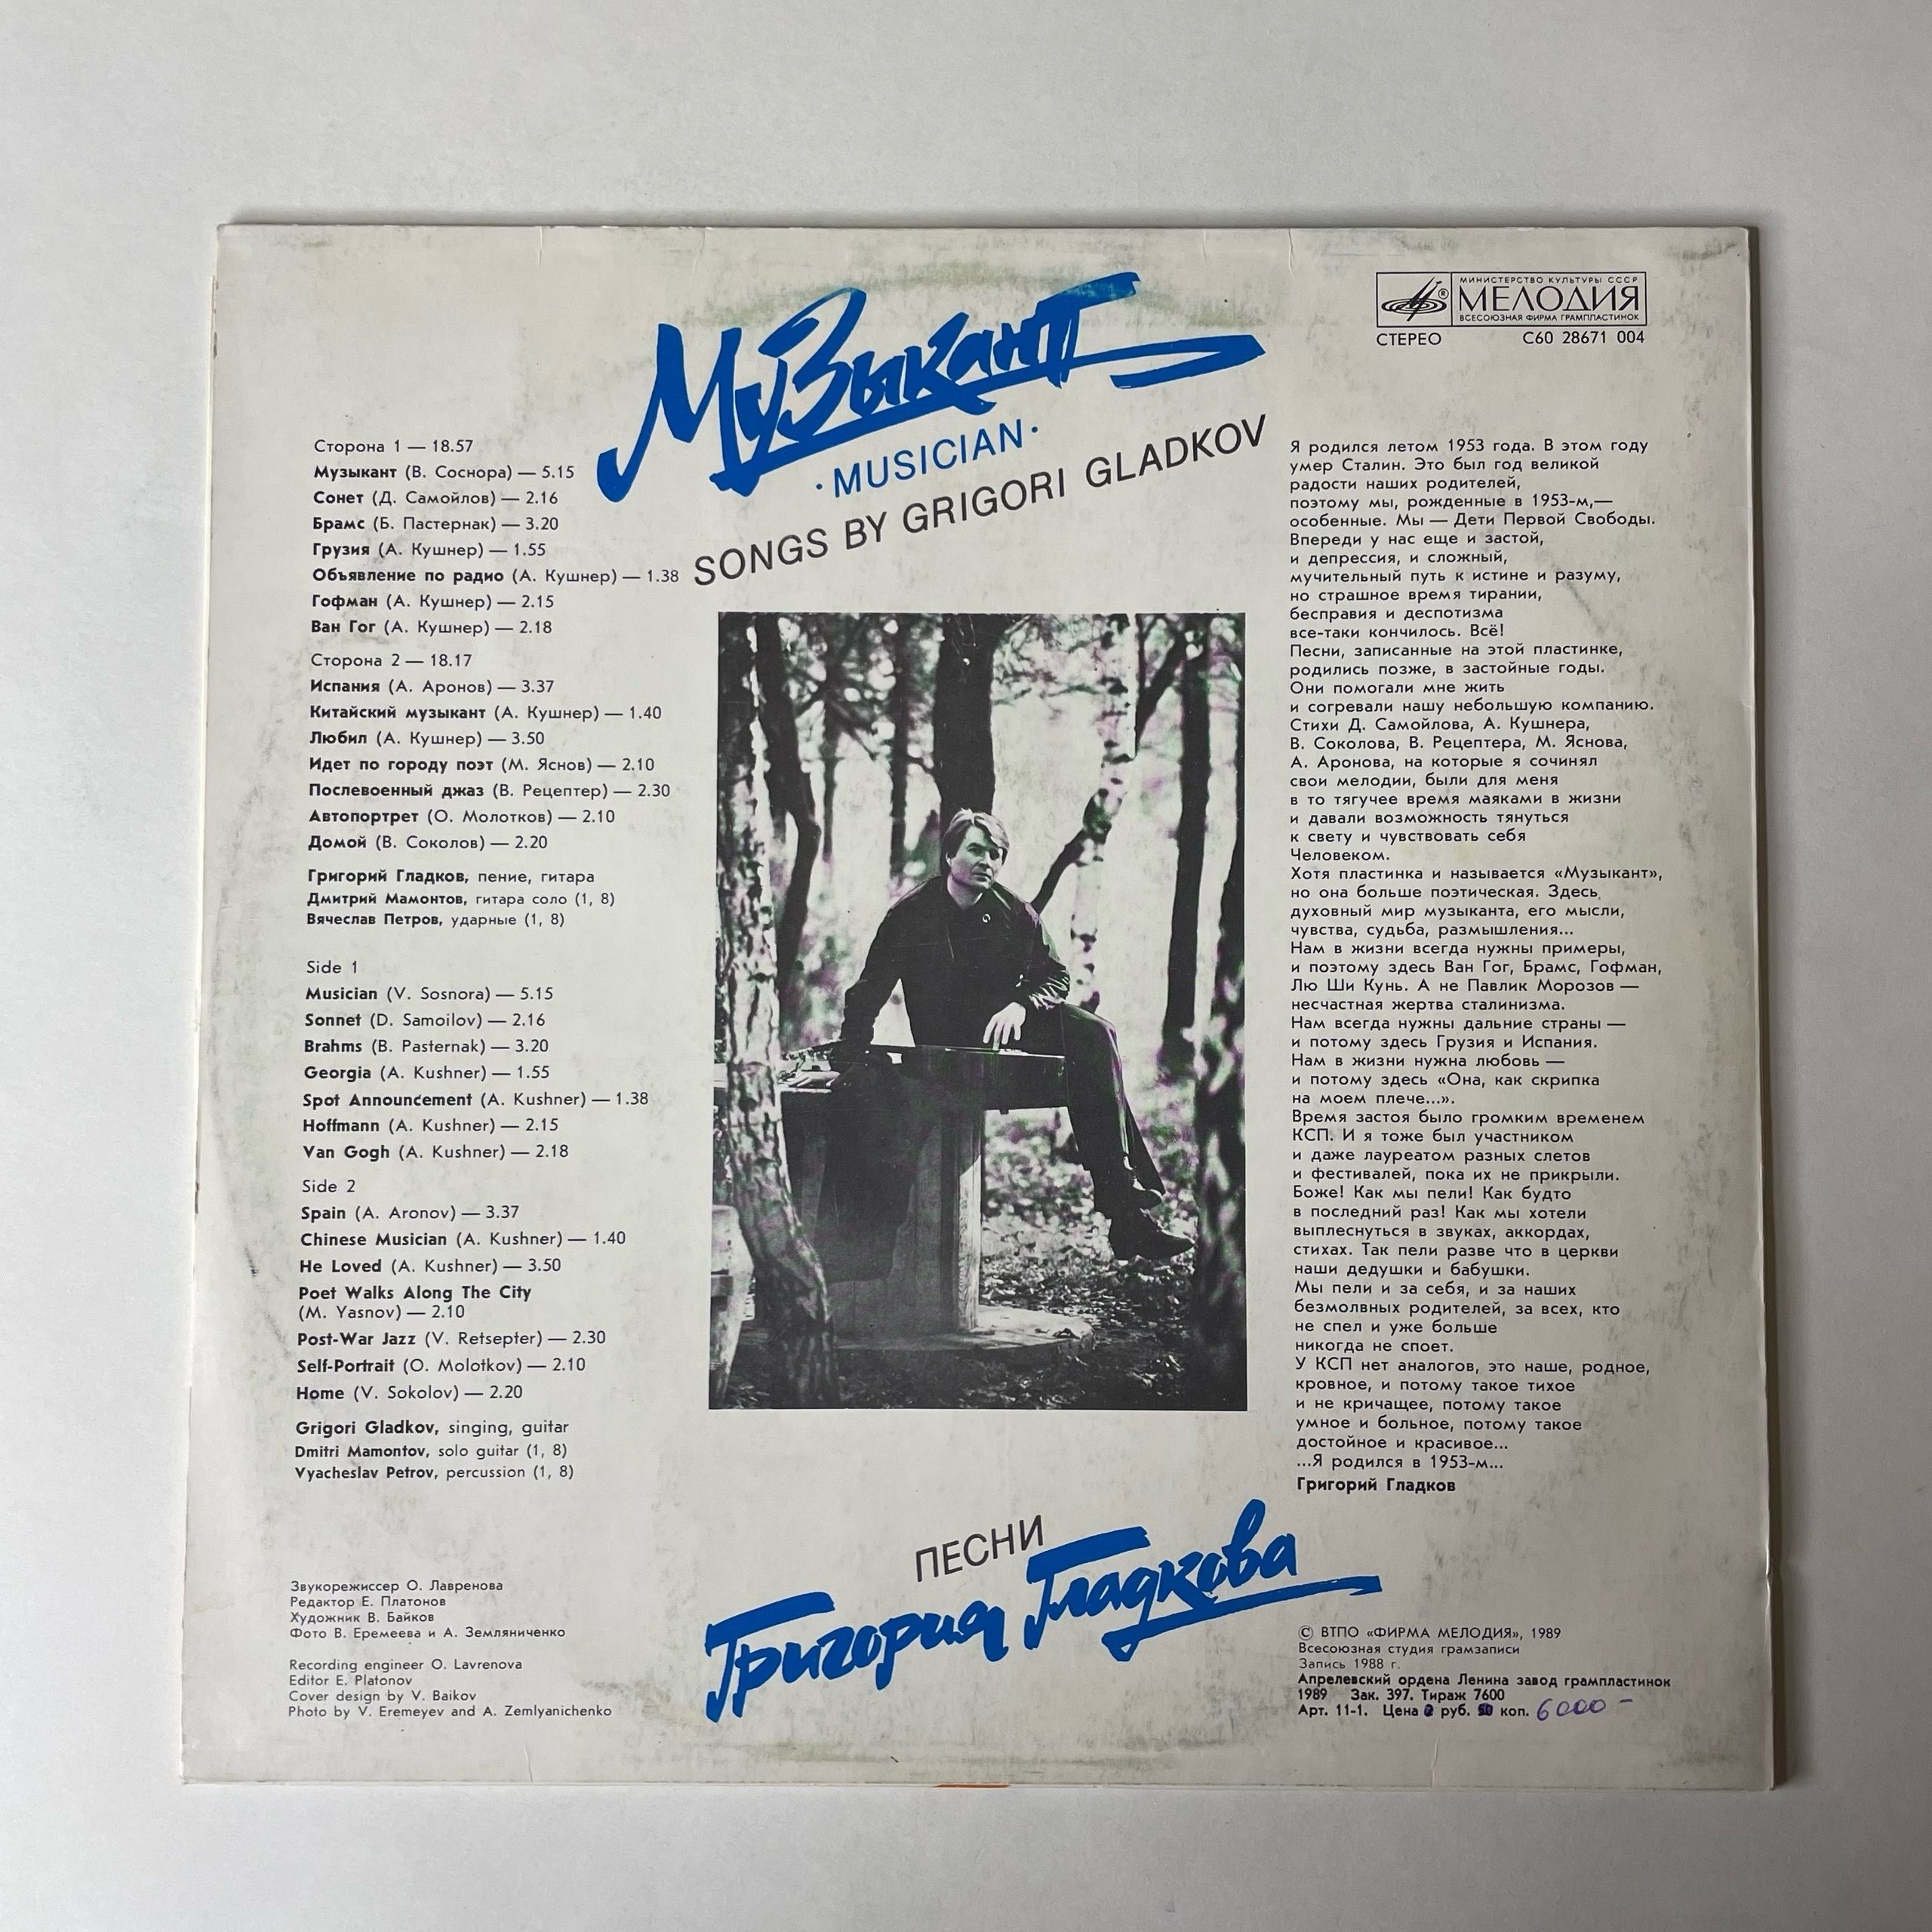 Музыкант
·MUSICIAN·
SONGS BY GRIGORI GLADKOV
МИНИСТЕРСТВО КУЛЬТУРЫ СССР
МЕЛОДИЯ
ВСЕСОЮЗНАЯ ФИРМА ГРАМПЛАСТИНОК
СТЕРЕО С60 28671 004
Сторона 1 — 18.57
Музыкант (В. Соснора) — 5.15
Сонет (Д. Самойлов) — 2.16
Брамс (Б. Пастернак) — 3.20
Грузия (А. Кушнер) — 1.55
Объявление по радио (А. Кушнер) — 1.38
Гофман (А. Кушнер) — 2.15
Ван Гог (А. Кушнер) — 2.18
Сторона 2 — 18.17
Испания (А. Аронов) — 3.37
Китайский музыкант (А. Кушнер) — 1.40
Любил (А. Кушнер) — 3.50
Идет по городу поэт (М. Яснов) — 2.10
Послевоенный джаз (В. Рецептер) — 2.30
Автопортрет (О. Молотков) — 2.10
Домой (В. Соколов) — 2.20
Григорий Гладков, пение, гитара
Дмитрий Мамонтов, гитара соло (1, 8)
Вячеслав Петров, ударные (1, 8)
Side 1
Musician (V. Sosnora) — 5.15
Sonnet (D. Samoilov) — 2.16
Brahms (B. Pasternak) — 3.20
Georgia (A. Kushner) — 1.55
Spot Announcement (A. Kushner) — 1.38
Hoffmann (A. Kushner) — 2.15
Van Gogh (A. Kushner) — 2.18
Side 2
Spain (A. Aronov) — 3.37
Chinese Musician (A. Kushner) — 1.40
He Loved (A. Kushner) — 3.50
Poet Walks Along The City
(M. Yasnov) — 2.10
Post-War Jazz (V. Retsepter) — 2.30
Self-Portrait (O. Molotkov) — 2.10
Home (V. Sokolov) — 2.20
Grigori Gladkov, singing, guitar
Dmitri Mamontov, solo guitar (1, 8)
Vyacheslav Petrov, percussion (1, 8)
Звукорежиссер О. Лавренова
Редактор Е. Платонов
Художник В. Байков
Фото В. Еремеева и А. Земляниченко
Recording engineer O. Lavrenova
Editor E. Platonov
Cover design by V. Baikov
Photo by V. Eremeyev and A. Zemlyanichenko
Я родился летом 1953 года. В этом году
умер Сталин. Это был год великой
радости наших родителей,
поэтому мы, рожденные в 1953-м,—
особенные. Мы — Дети Первой Свободы.
Впереди у нас еще и застой,
и депрессия, и сложный,
мучительный путь к истине и разуму,
но страшное время тирании,
бесправия и деспотизма
все-таки кончилось. Всё!
Песни, записанные на этой пластинке,
родились позже, в застойные годы.
Они помогали мне жить
и согревали нашу небольшую компанию.
Стихи Д. Самойлова, А. Кушнера,
В. Соколова, В. Рецептера, М. Яснова,
А. Аронова, на которые я сочинял
свои мелодии, были для меня
в то тягучее время маяками в жизни
и давали возможность тянуться
к свету и чувствовать себя
Человеком.
Хотя пластинка и называется «Музыкант»,
но она больше поэтическая. Здесь
духовный мир музыканта, его мысли,
чувства, судьба, размышления...
Нам в жизни всегда нужны примеры,
и поэтому здесь Ван Гог, Брамс, Гофман,
Лю Ши Кунь. А не Павлик Морозов —
несчастная жертва сталинизма.
Нам всегда нужны дальние страны —
и потому здесь Грузия и Испания.
Нам в жизни нужна любовь —
и потому здесь «Она, как скрипка
на моем плече...».
Время застоя было громким временем
КСП. И я тоже был участником
и даже лауреатом разных слетов
и фестивалей, пока их не прикрыли.
Боже! Как мы пели! Как будто
в последний раз! Как мы хотели
выплеснуться в звуках, аккордах,
стихах. Так пели разве что в церкви
наши дедушки и бабушки.
Мы пели и за себя, и за наших
безмолвных родителей, за всех, кто
не спел и уже больше
никогда не споет.
У КСП нет аналогов, это наше, родное,
кровное, и потому такое тихое
и не кричащее, потому такое
умное и больное, потому такое
достойное и красивое...
...Я родился в 1953-м...
Григорий Гладков
ПЕСНИ
Григория Гладкова
© ВТПО «ФИРМА МЕЛОДИЯ», 1989
Всесоюзная студия грамзаписи
Запись 1988 г.
Апрелевский ордена Ленина завод грампластинок
1989 Зак. 397. Тираж 7600
Арт. 11-1. Цена руб. коп. 6000 —